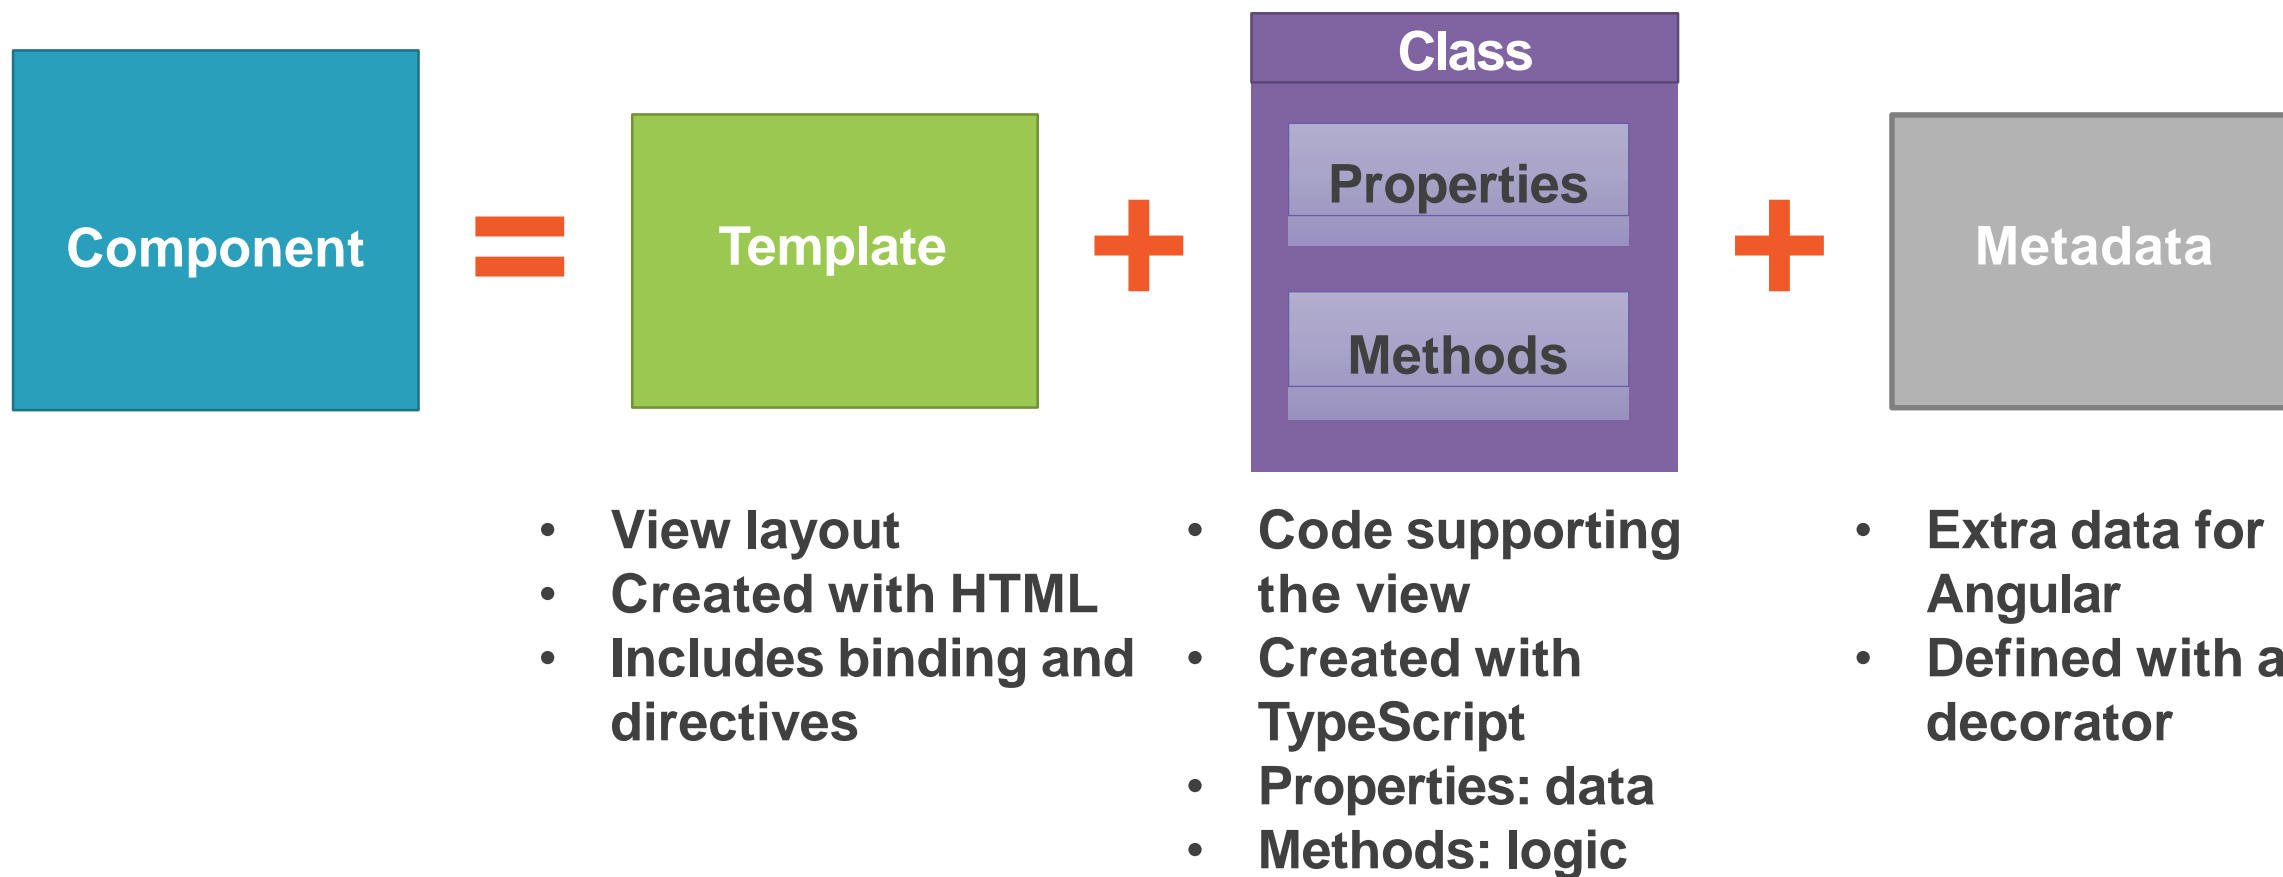 Component
=
Template
+
Class
Properties
Methods
+
Metadata
• View layout
• Created with HTML
• Includes binding and
directives
• Code supporting
the view
• Created with
TypeScript
• Properties: data
• Methods: logic
• Extra data for
Angular
• Defined with a
decorator